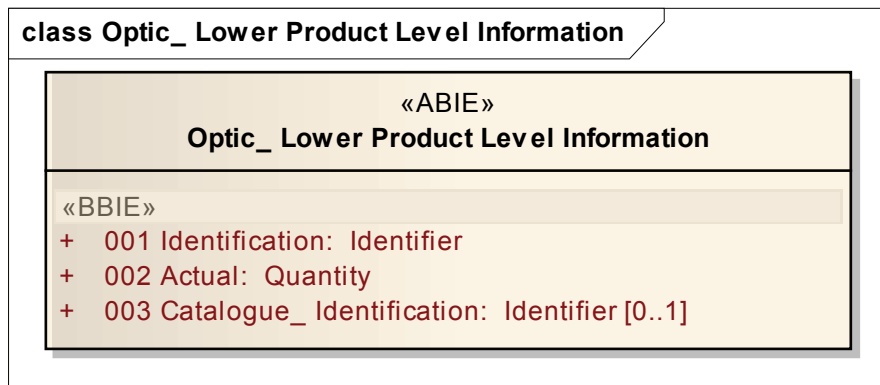 class Optic_ Lower Product Level Information
«ABIE»
Optic_ Lower Product Level Information
«BBIE»
+ 001 Identification: Identifier
+ 002 Actual: Quantity
+ 003 Catalogue_ Identification: Identifier [0..1]